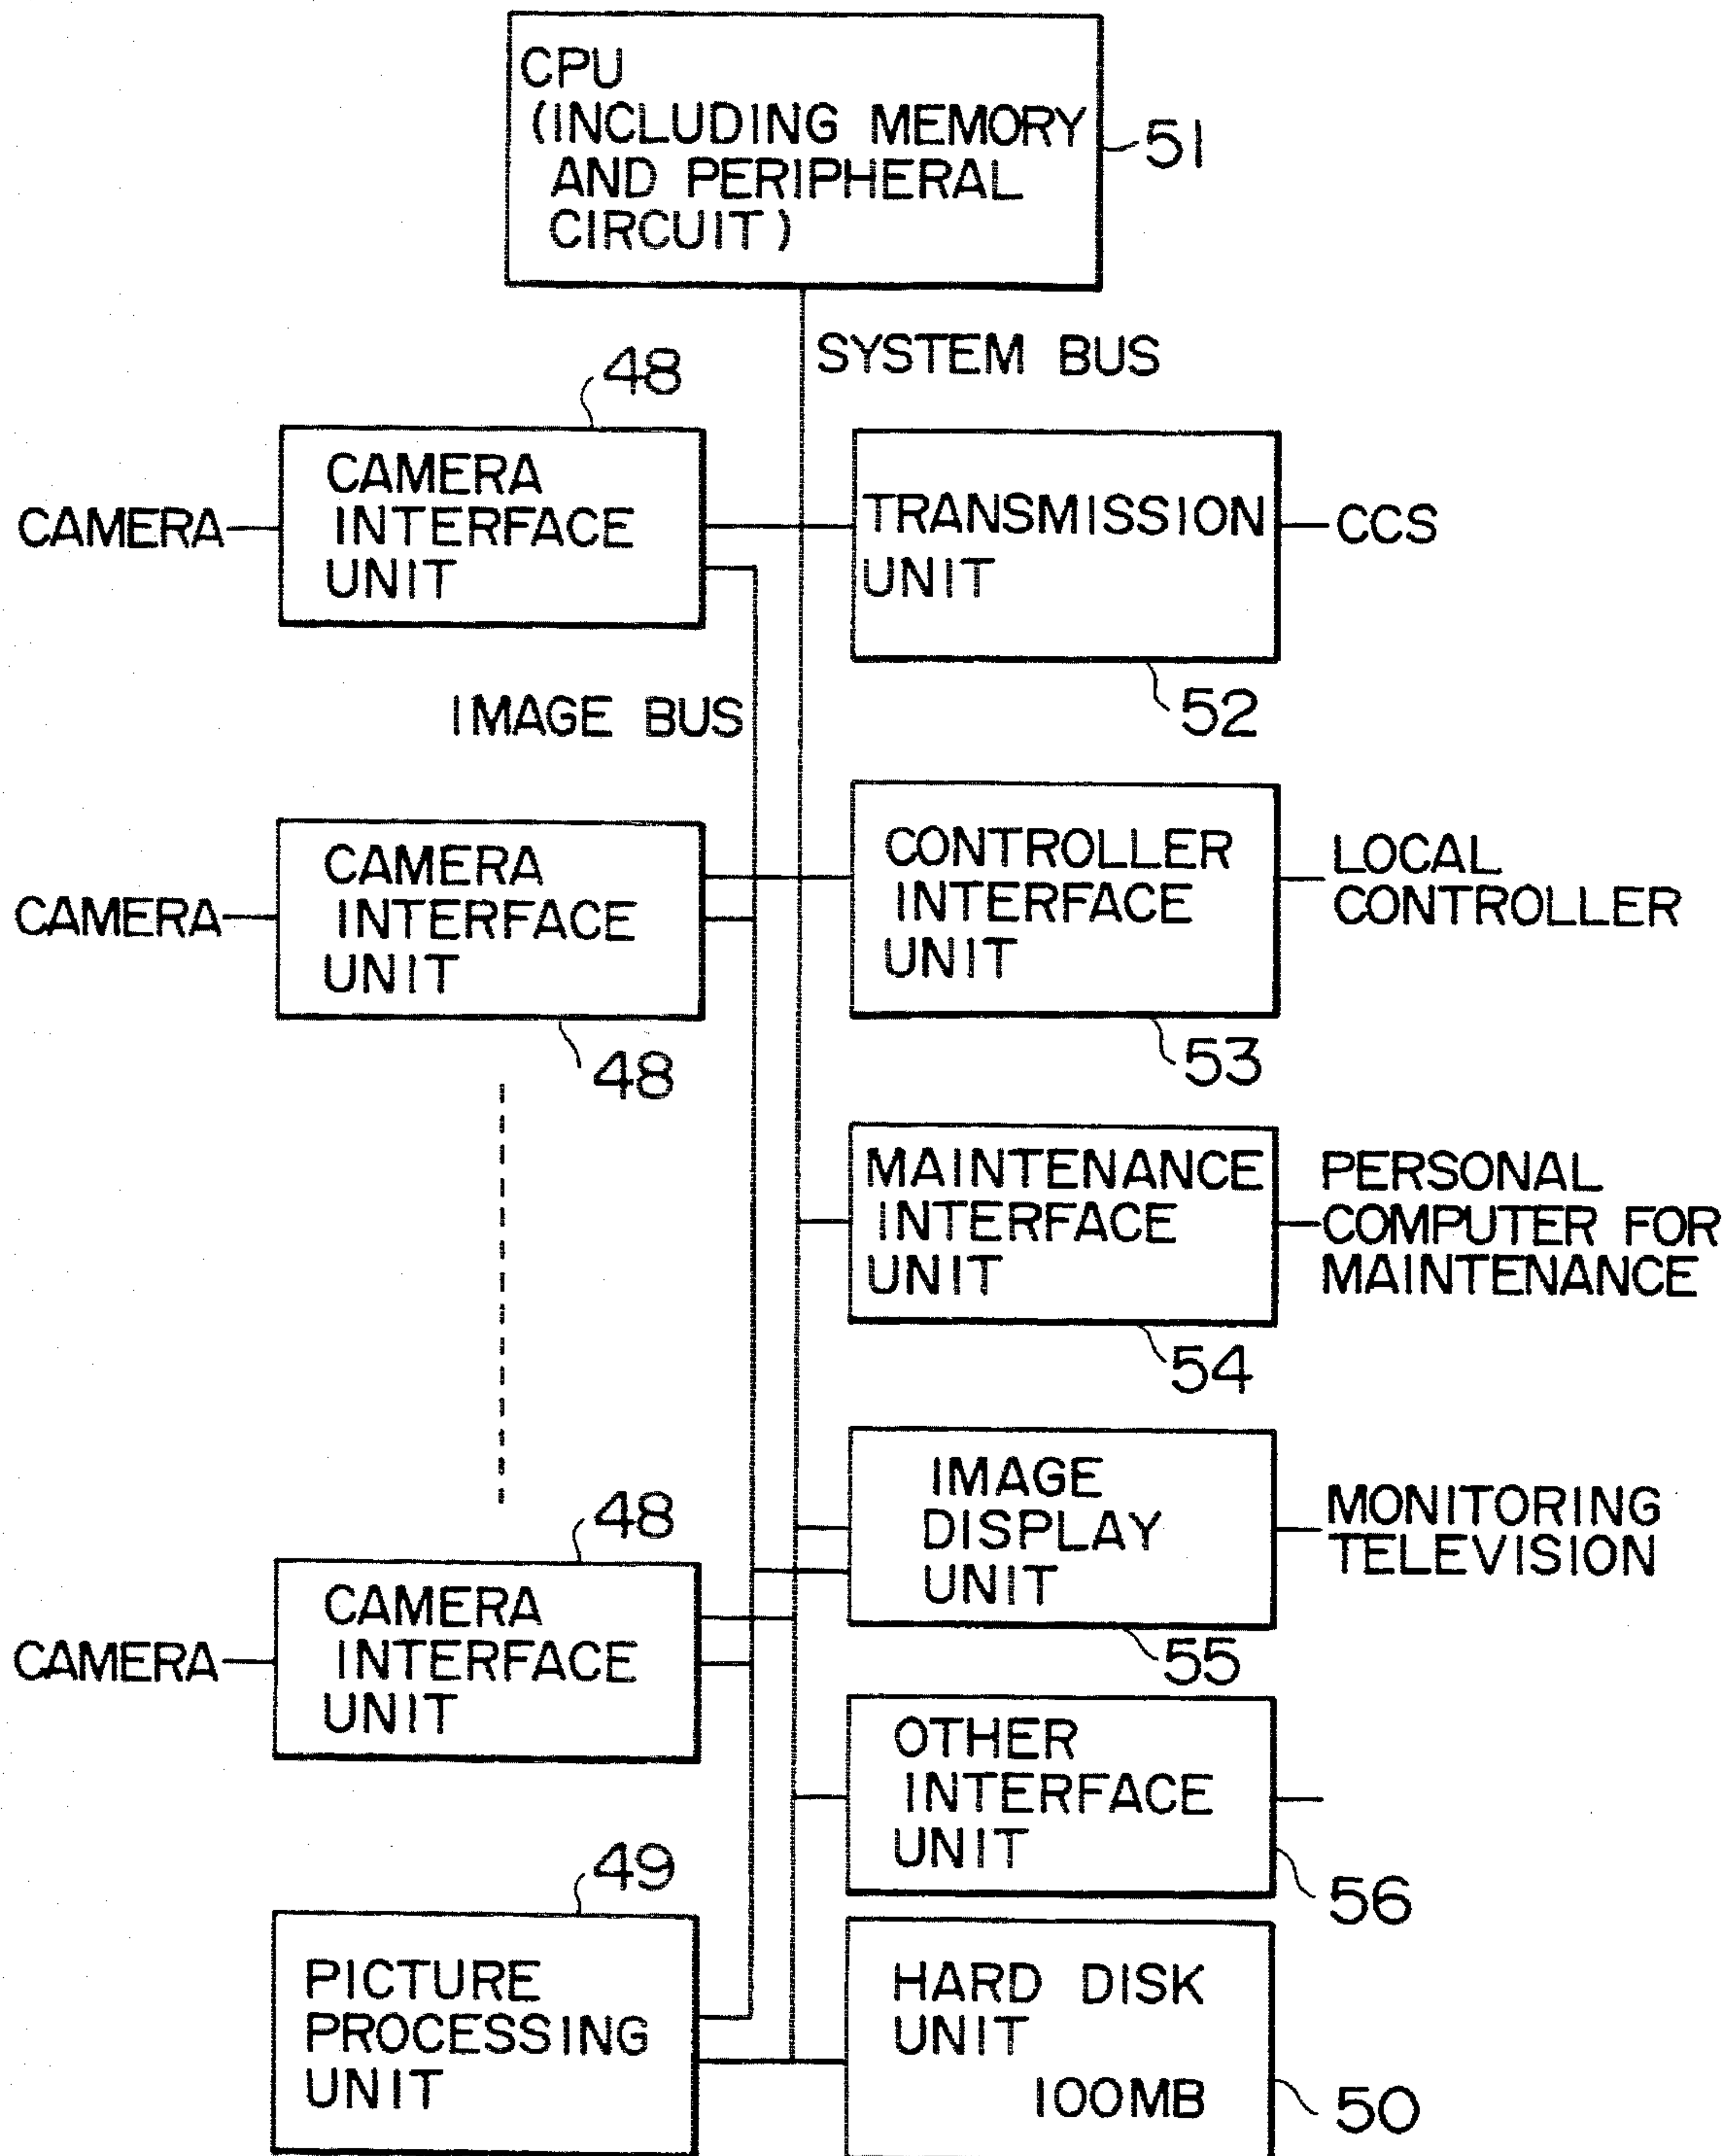 CPU
(INCLUDING MEMORY
AND PERIPHERAL
CIRCUIT)
51
SYSTEM BUS
48
CAMERA
CAMERA
INTERFACE
UNIT
TRANSMISSION
UNIT
CCS
52
IMAGE BUS
CAMERA
CAMERA
INTERFACE
UNIT
48
CONTROLLER
INTERFACE
UNIT
LOCAL
CONTROLLER
53
MAINTENANCE
INTERFACE
UNIT
PERSONAL
COMPUTER FOR
MAINTENANCE
54
IMAGE
DISPLAY
UNIT
MONITORING
TELEVISION
55
48
CAMERA
CAMERA
INTERFACE
UNIT
OTHER
INTERFACE
UNIT
56
49
PICTURE
PROCESSING
UNIT
HARD DISK
UNIT
100MB
50